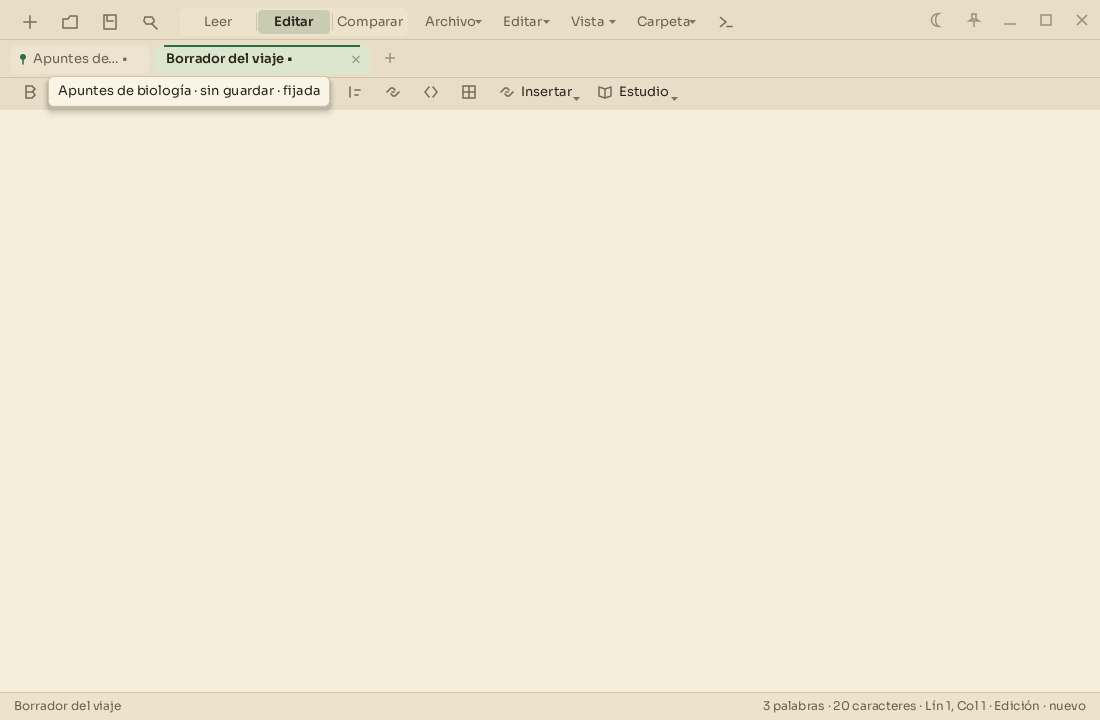 Leer Editar Comparar Archivo Editar Vista Carpeta
Apuntes de... • Borrador del viaje •
Apuntes de biología · sin guardar · fijada Insertar Estudio
Borrador del viaje 3 palabras · 20 caracteres · Lín 1, Col 1 · Edición · nuevo